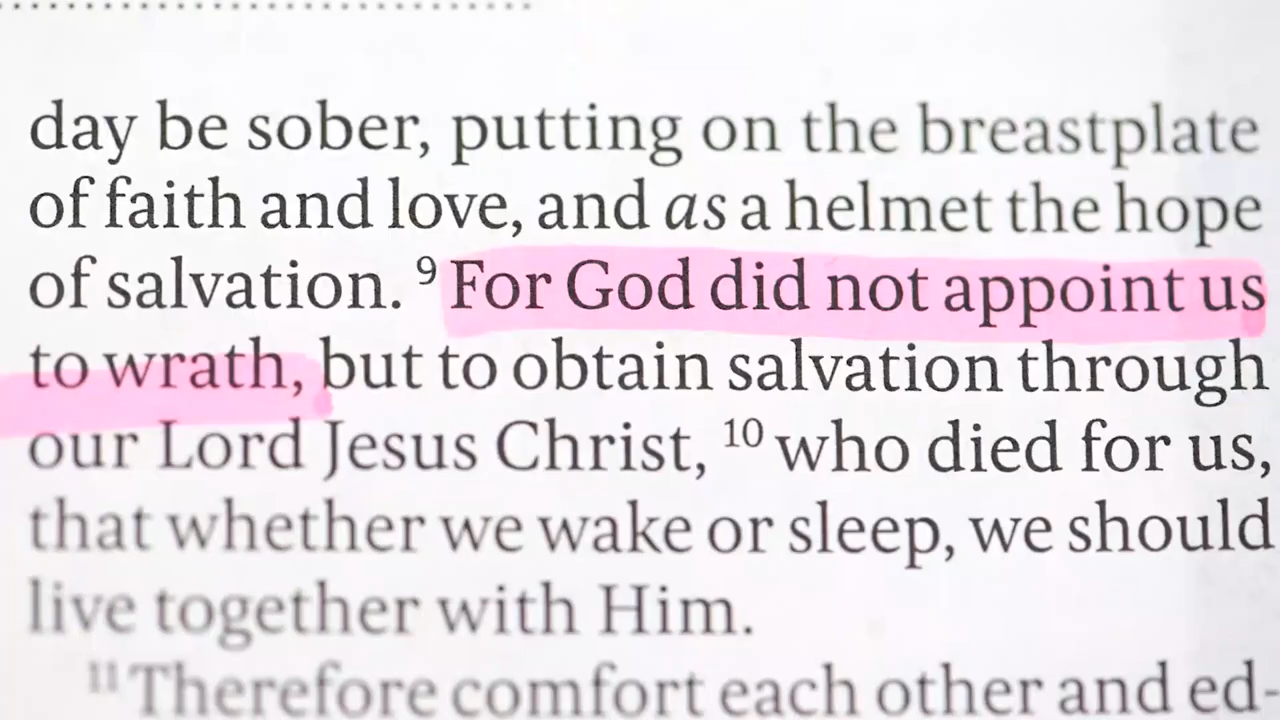 day be sober, putting on the breastplate
of faith and love, and as a helmet the hope
of salvation. ⁹ For God did not appoint us
to wrath, but to obtain salvation through
our Lord Jesus Christ, ¹⁰ who died for us,
that whether we wake or sleep, we should
live together with Him.
¹¹ Therefore comfort each other and ed-